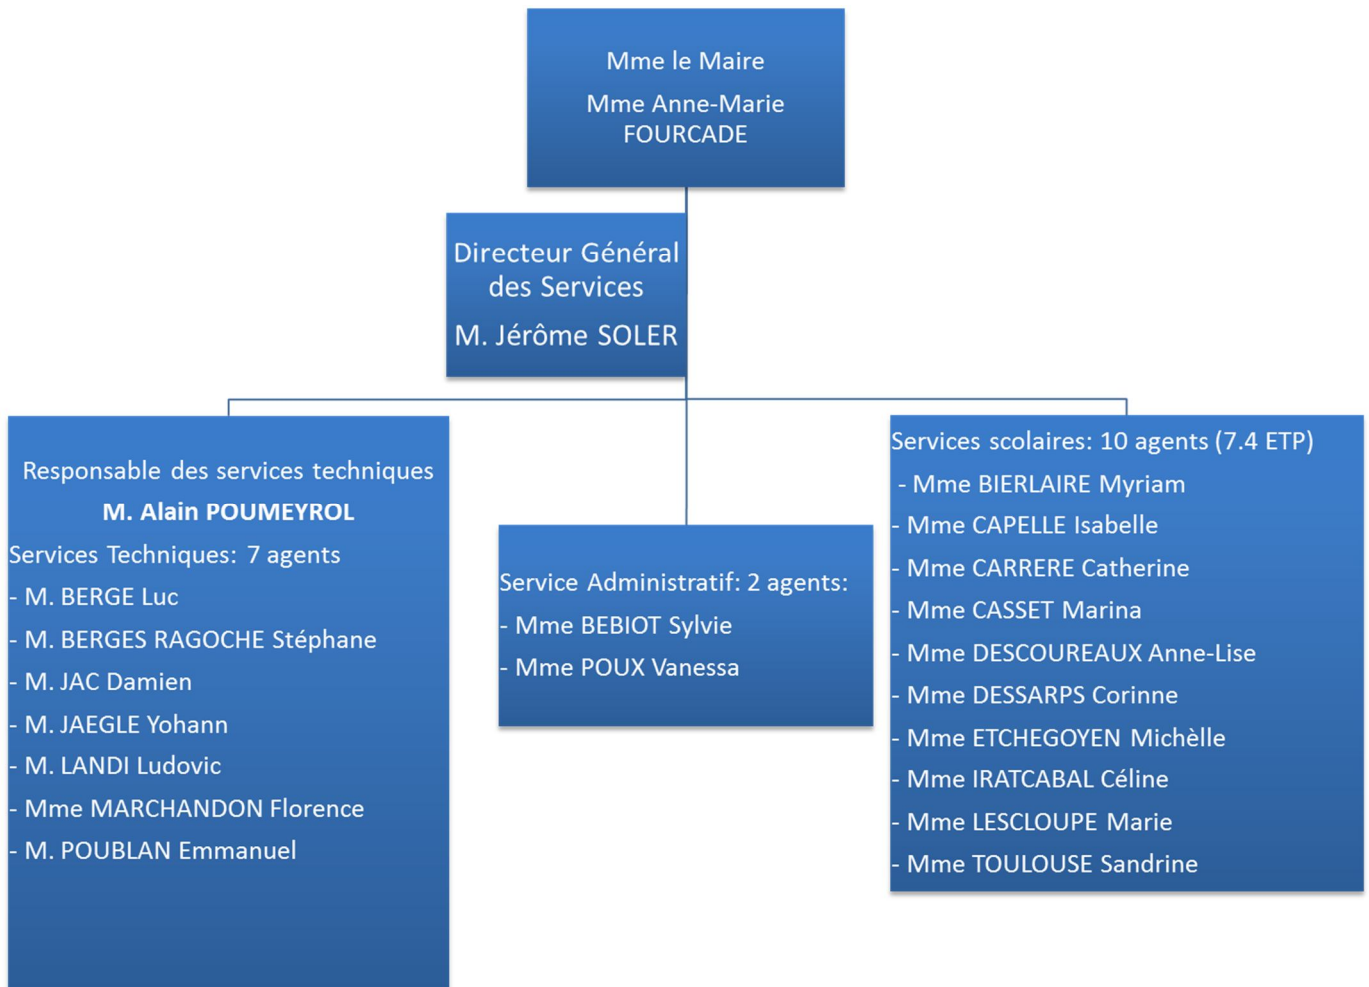 Mme le Maire
Mme Anne-Marie
FOURCADE
Directeur Général
des Services
M. Jérôme SOLER
Responsable des services techniques
M. Alain POUMEYROL
Services Techniques: 7 agents
- M. BERGE Luc
- M. BERGES RAGOCHE Stéphane
- M. JAC Damien
- M. JAEGLE Yohann
- M. LANDI Ludovic
- Mme MARCHANDON Florence
- M. POUBLAN Emmanuel
Service Administratif: 2 agents:
- Mme BEBIOT Sylvie
- Mme POUX Vanessa
Services scolaires: 10 agents (7.4 ETP)
- Mme BIERLAIRE Myriam
- Mme CAPELLE Isabelle
- Mme CARRERE Catherine
- Mme CASSET Marina
- Mme DESCOUREAUX Anne-Lise
- Mme DESSARPS Corinne
- Mme ETCHEGOYEN Michèlle
- Mme IRATCABAL Céline
- Mme LESCLOUPE Marie
- Mme TOULOUSE Sandrine